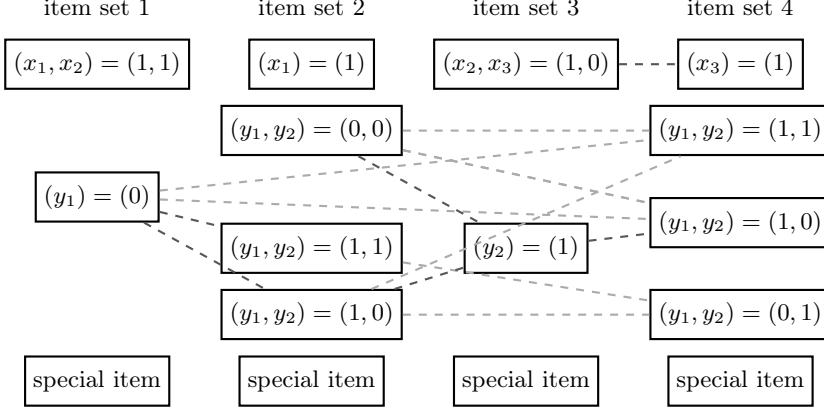 item set 1 item set 2 item set 3 item set 4
(x₁, x₂) = (1, 1) (x₁) = (1) (x₂, x₃) = (1, 0) (x₃) = (1)
(y₁, y₂) = (0, 0) (y₁, y₂) = (1, 1)
(y₁) = (0) (y₁, y₂) = (1, 0)
(y₁, y₂) = (1, 1) (y₂) = (1)
(y₁, y₂) = (1, 0) (y₁, y₂) = (0, 1)
special item special item special item special item